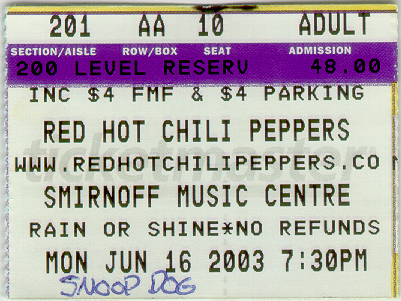 201 AA 10 ADULT
SECTION/AISLE ROW/BOX SEAT ADMISSION
200 LEVEL RESERV 48.00
INC $4 FMF & $4 PARKING
RED HOT CHILI PEPPERS
WWW.REDHOTCHILIPEPPERS.CO
ticketmaster
SMIRNOFF MUSIC CENTRE
RAIN OR SHINE*NO REFUNDS
MON JUN 16 2003 7:30PM
SNOOP DOG